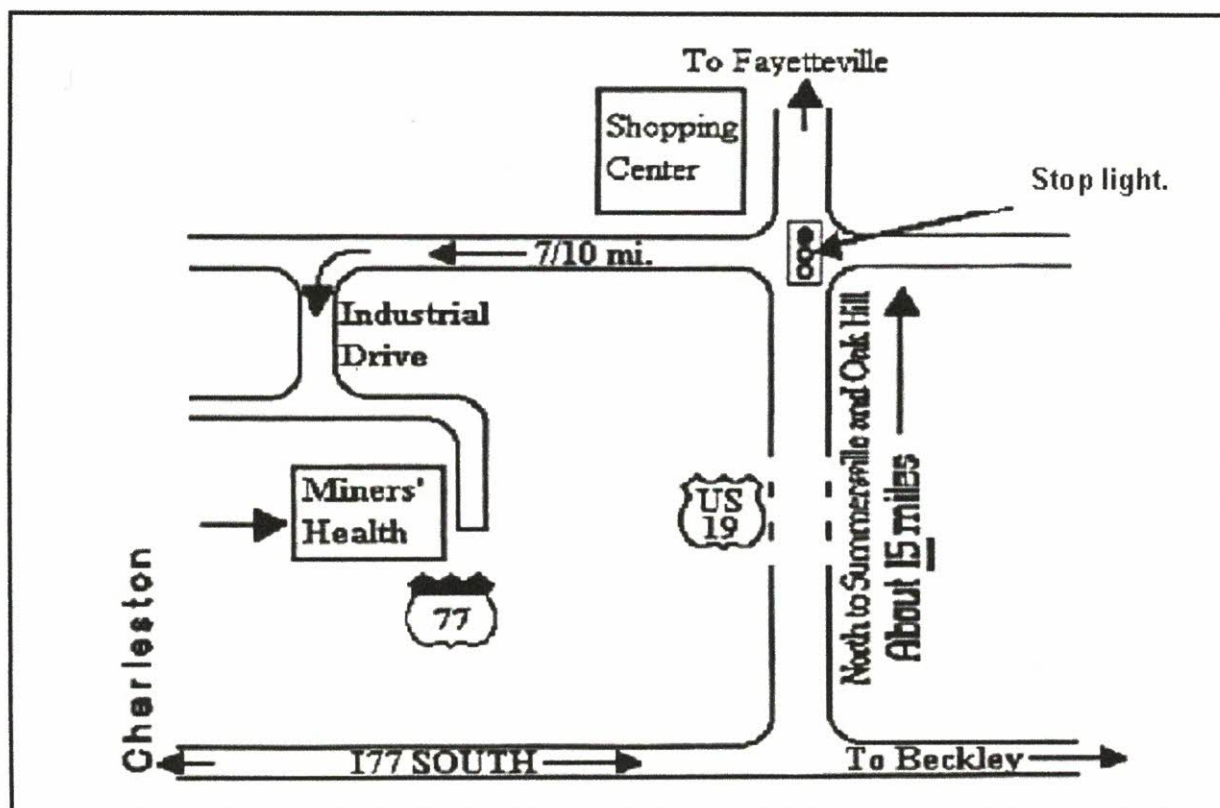 To Fayetteville
Shopping
Center
Stop light.
7/10 mi.
Industrial
Drive
North to Summersville and Oak Hill
About 15 miles
Miners'
Health
US
19
77
Charleston
I77 SOUTH
To Beckley